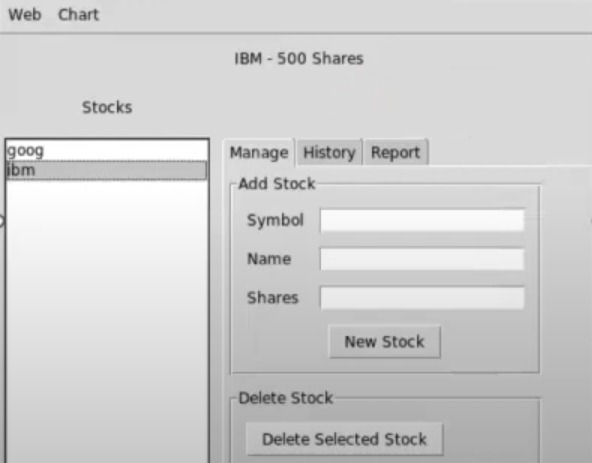 Web Chart
IBM - 500 Shares
Stocks
goog
ibm
Manage History Report
Add Stock
Symbol
Name
Shares
New Stock
Delete Stock
Delete Selected Stock